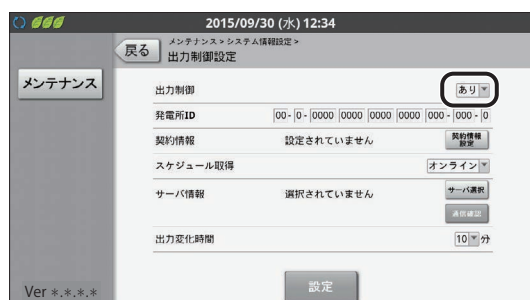 2015/09/30 (水) 12:34
戻る
メンテナンス > システム情報設定 >
出力制御設定
メンテナンス
出力制御 あり
発電所ID 00 - 0 - 0000 0000 0000 0000 000 - 000 - 0
契約情報 設定されていません 契約情報
設定
スケジュール取得 オンライン
サーバ情報 選択されていません サーバ選択
通信確認
出力変化時間 10 分
設定
Ver *.*.*.*